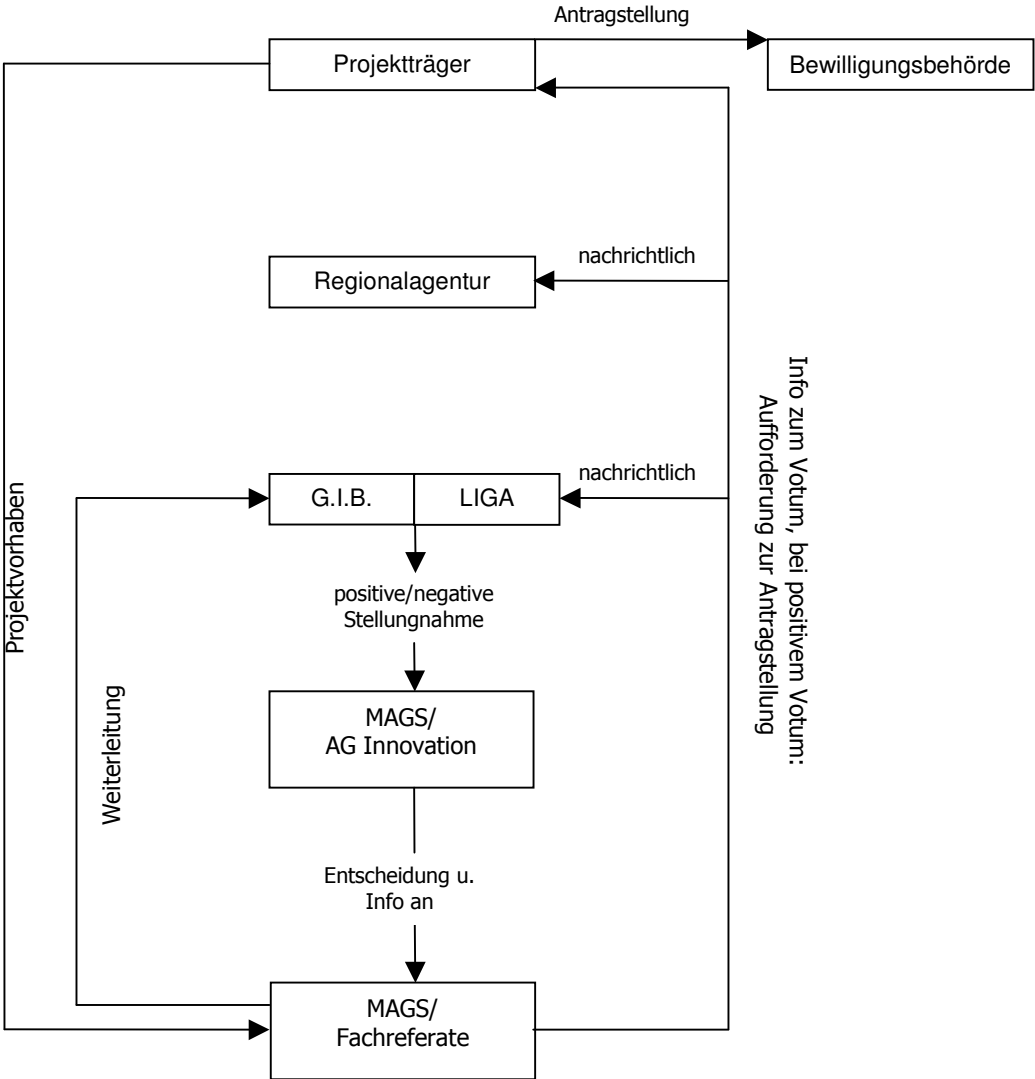 Antragstellung
Projektträger
Bewilligungsbehörde
nachrichtlich
Regionalagentur
nachrichtlich
G.I.B.
LIGA
positive/negative
Stellungnahme
MAGS/
AG Innovation
Entscheidung u.
Info an
MAGS/
Fachreferate
Projektvorhaben
Weiterleitung
Info zum Votum, bei positivem Votum:
Aufforderung zur Antragstellung